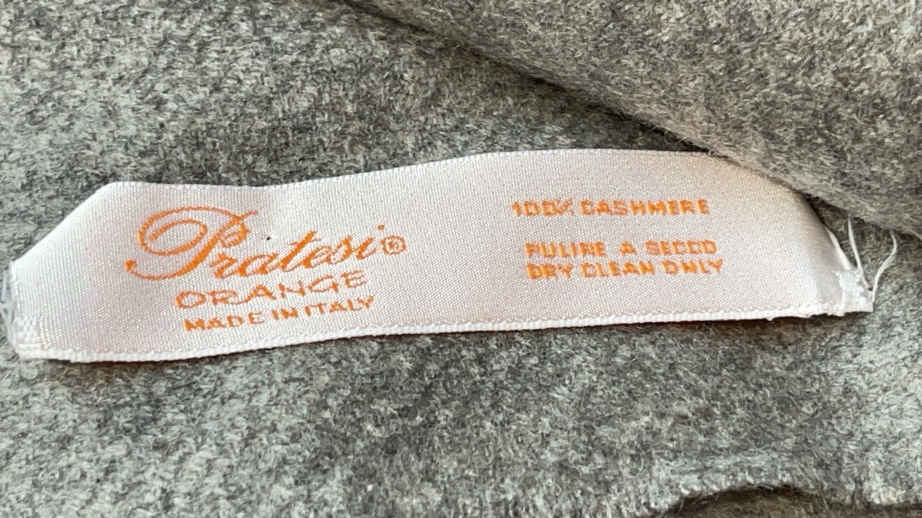 Pratesi®
ORANGE
MADE IN ITALY
100% CASHMERE
PULIRE A SECCO
DRY CLEAN ONLY